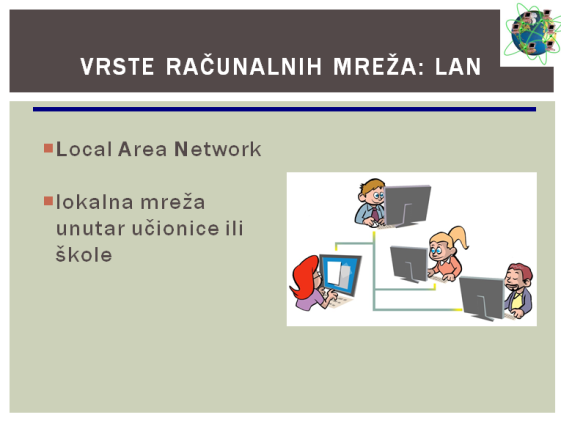 VRSTE RAČUNALNIH MREŽA: LAN
Local Area Network
lokalna mreža
unutar učionice ili
škole